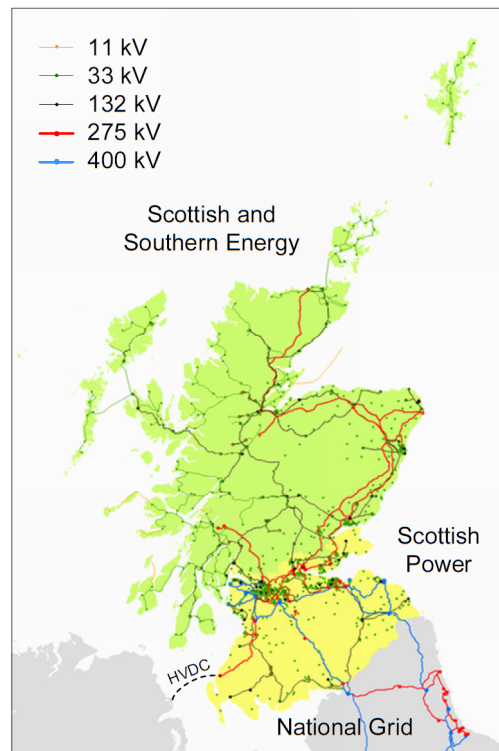 11 kV
33 kV
132 kV
275 kV
400 kV
Scottish and
Southern Energy
Scottish
Power
HVDC
National Grid